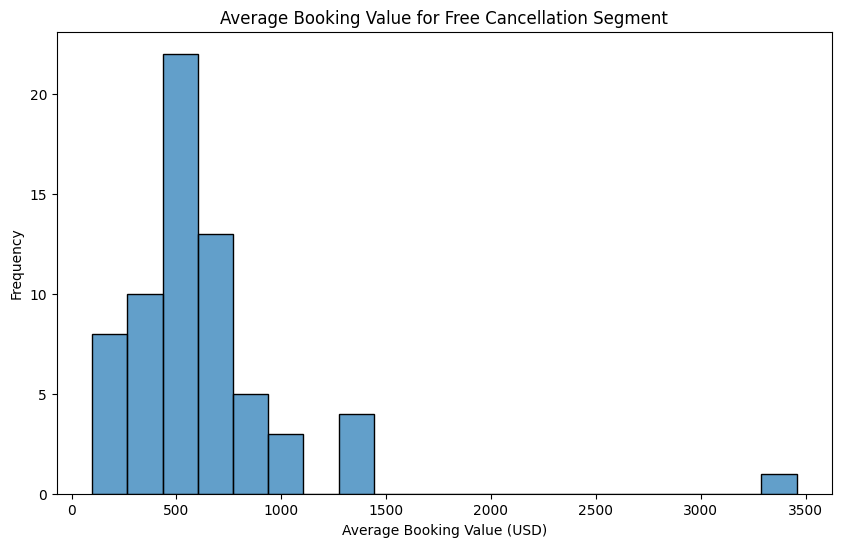 Average Booking Value for Free Cancellation Segment
Frequency
20
15
10
5
0
0 500 1000 1500 2000 2500 3000 3500
Average Booking Value (USD)